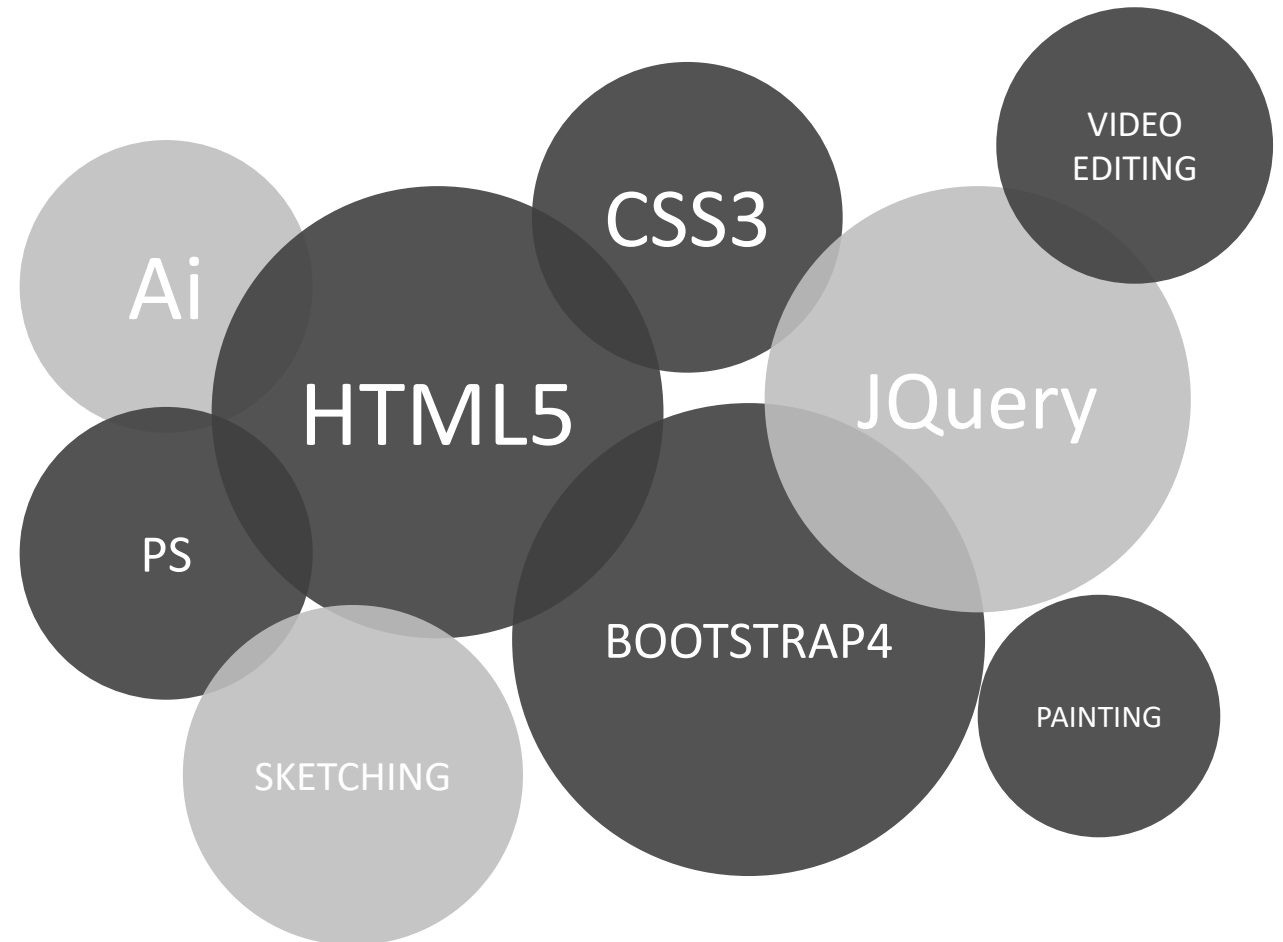 VIDEO
EDITING
CSS3
Ai
HTML5
JQuery
PS
BOOTSTRAP4
PAINTING
SKETCHING